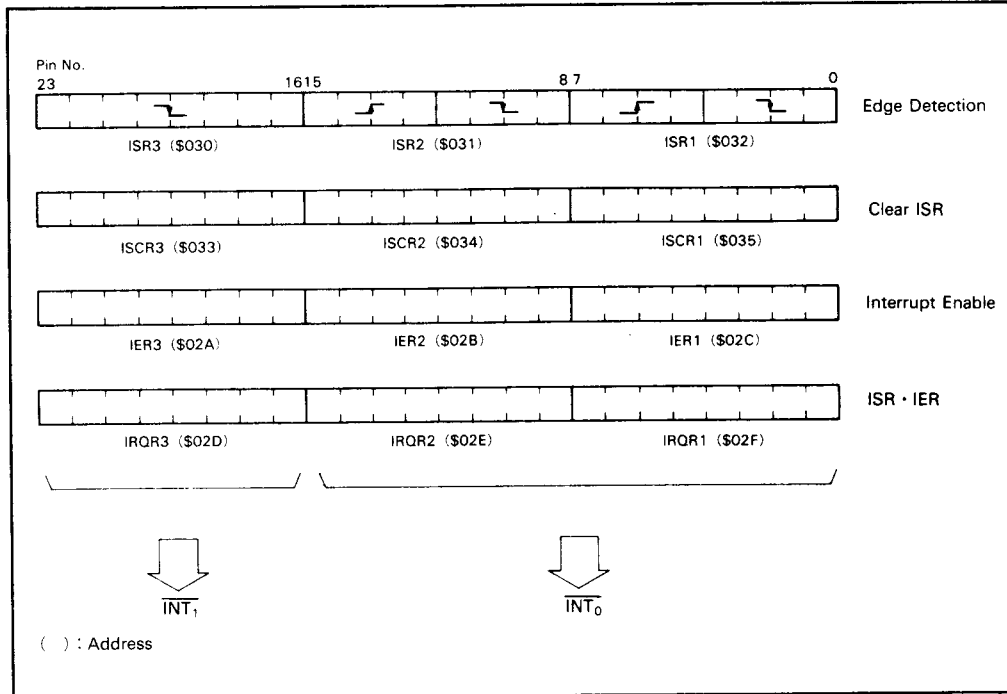 Pin No.
23 1615 8 7 0
Edge Detection
ISR3 ($030) ISR2 ($031) ISR1 ($032)
Clear ISR
ISCR3 ($033) ISCR2 ($034) ISCR1 ($035)
Interrupt Enable
IER3 ($02A) IER2 ($02B) IER1 ($02C)
ISR · IER
IRQR3 ($02D) IRQR2 ($02E) IRQR1 ($02F)
INT₁ INT₀
( ) : Address